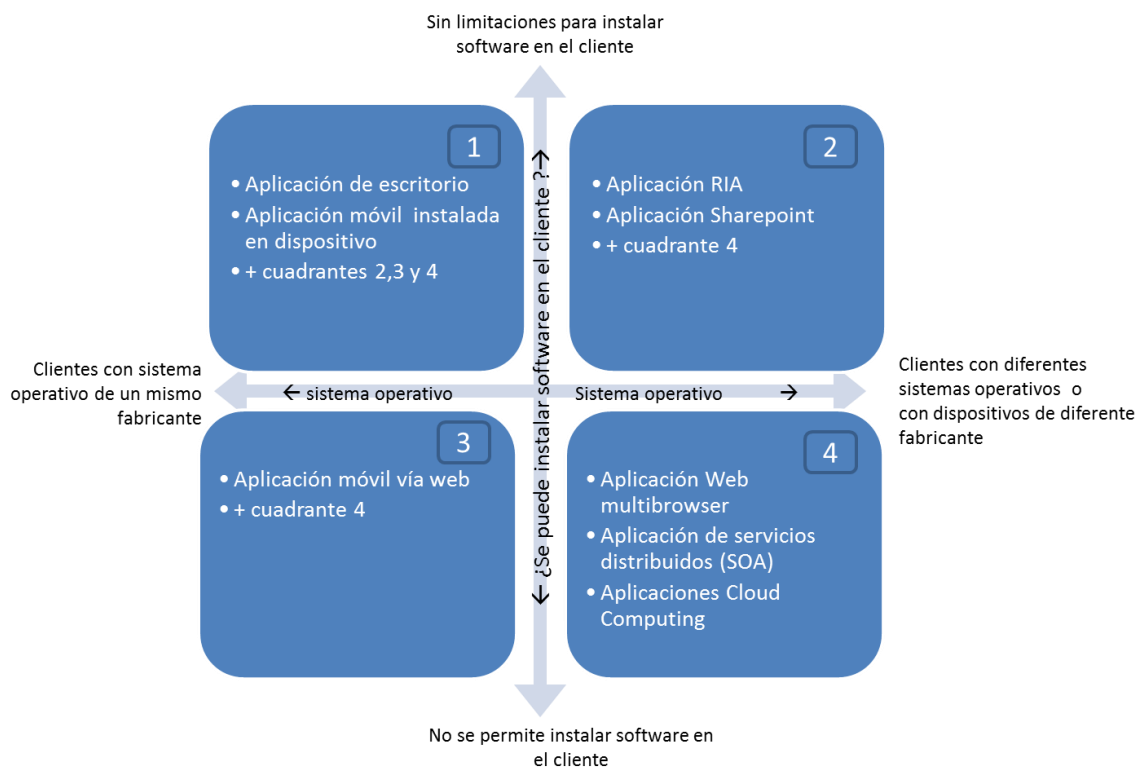 Sin limitaciones para instalar
software en el cliente
1
• Aplicación de escritorio
• Aplicación móvil instalada
en dispositivo
• + cuadrantes 2,3 y 4
2
• Aplicación RIA
• Aplicación Sharepoint
• + cuadrante 4
← ¿Se puede instalar software en el cliente ?→
Clientes con sistema
operativo de un mismo
fabricante
← sistema operativo
Sistema operativo →
Clientes con diferentes
sistemas operativos o
con dispositivos de diferente
fabricante
3
• Aplicación móvil vía web
• + cuadrante 4
4
• Aplicación Web
multibrowser
• Aplicación de servicios
distribuidos (SOA)
• Aplicaciones Cloud
Computing
No se permite instalar software en
el cliente